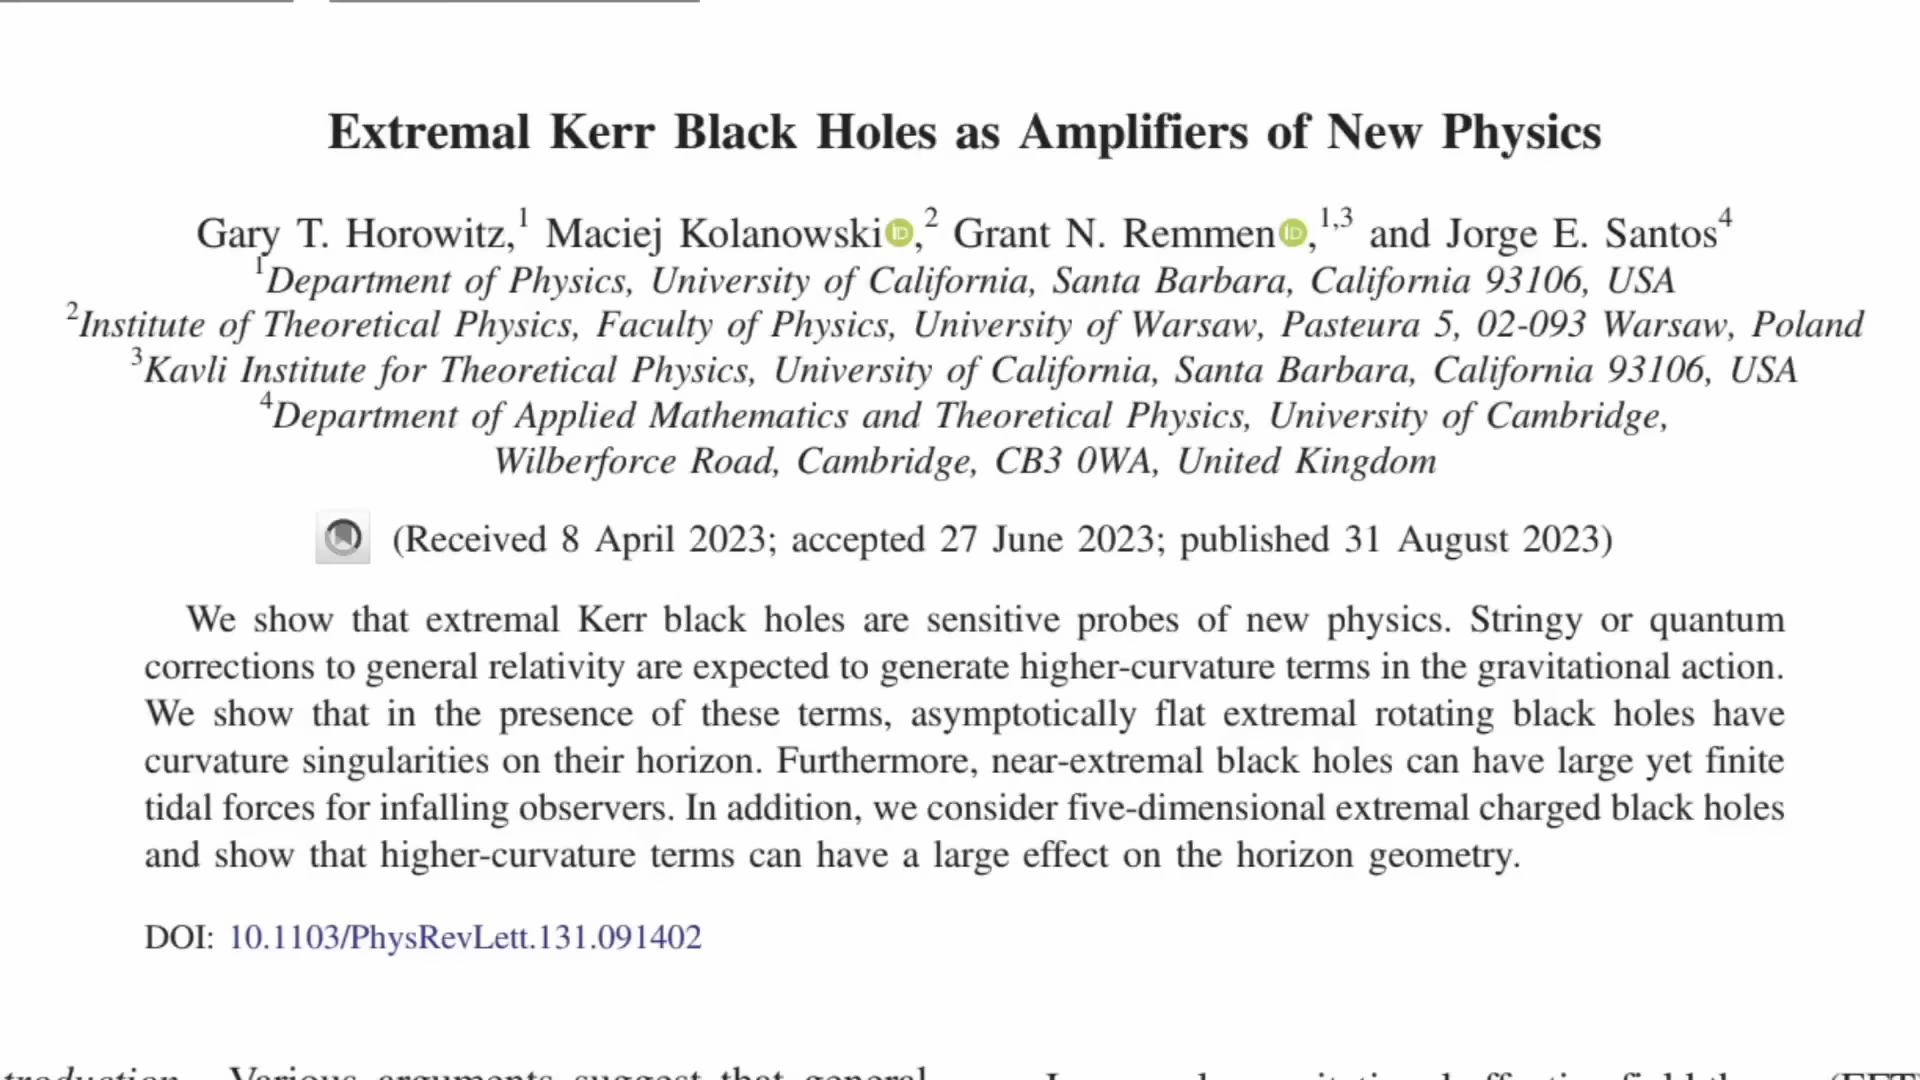 Extremal Kerr Black Holes as Amplifiers of New Physics
Gary T. Horowitz,1 Maciej Kolanowski iD,2 Grant N. Remmen iD,1,3 and Jorge E. Santos4
1Department of Physics, University of California, Santa Barbara, California 93106, USA
2Institute of Theoretical Physics, Faculty of Physics, University of Warsaw, Pasteura 5, 02-093 Warsaw, Poland
3Kavli Institute for Theoretical Physics, University of California, Santa Barbara, California 93106, USA
4Department of Applied Mathematics and Theoretical Physics, University of Cambridge,
Wilberforce Road, Cambridge, CB3 0WA, United Kingdom
(Received 8 April 2023; accepted 27 June 2023; published 31 August 2023)
We show that extremal Kerr black holes are sensitive probes of new physics. Stringy or quantum
corrections to general relativity are expected to generate higher-curvature terms in the gravitational action.
We show that in the presence of these terms, asymptotically flat extremal rotating black holes have
curvature singularities on their horizon. Furthermore, near-extremal black holes can have large yet finite
tidal forces for infalling observers. In addition, we consider five-dimensional extremal charged black holes
and show that higher-curvature terms can have a large effect on the horizon geometry.
DOI: 10.1103/PhysRevLett.131.091402
Various arguments suggest that general